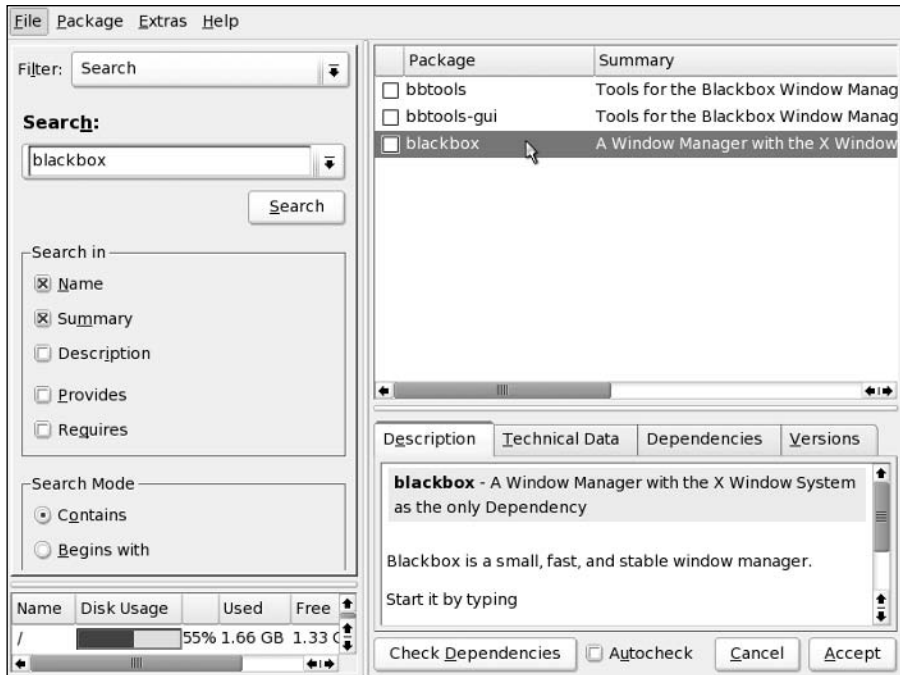 File Package Extras Help
Filter: Search
Search:
blackbox
Search
Search in
Name
Summary
Description
Provides
Requires
Search Mode
Contains
Begins with
Name Disk Usage Used Free
/ 55% 1.66 GB 1.33
Package Summary
bbtools Tools for the Blackbox Window Manag
bbtools-gui Tools for the Blackbox Window Manag
blackbox A Window Manager with the X Window
Description Technical Data Dependencies Versions
blackbox - A Window Manager with the X Window System
as the only Dependency
Blackbox is a small, fast, and stable window manager.
Start it by typing
Check Dependencies Autocheck Cancel Accept